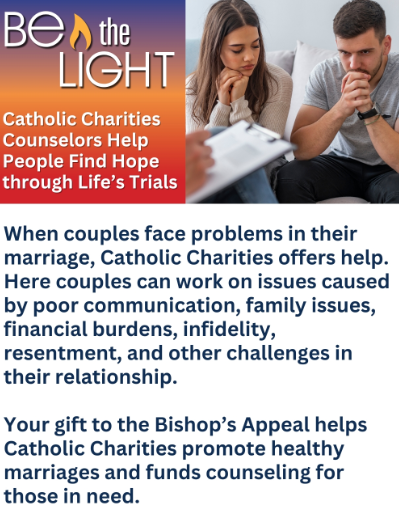 BE the
LIGHT
Catholic Charities
Counselors Help
People Find Hope
through Life's Trials
When couples face problems in their
marriage, Catholic Charities offers help.
Here couples can work on issues caused
by poor communication, family issues,
financial burdens, infidelity,
resentment, and other challenges in
their relationship.
Your gift to the Bishop's Appeal helps
Catholic Charities promote healthy
marriages and funds counseling for
those in need.